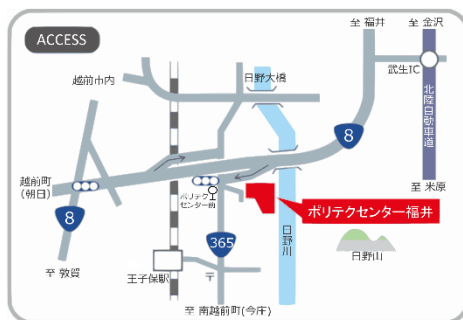 ACCESS
至 福井
至 金沢
武生IC
越前市内
日野大橋
北陸自動車道
8
越前町
(朝日)
至 米原
ポリテク
センター前
ポリテクセンター福井
8
365
日野川
日野山
至 敦賀
王子保駅
〒
至 南越前町(今庄)